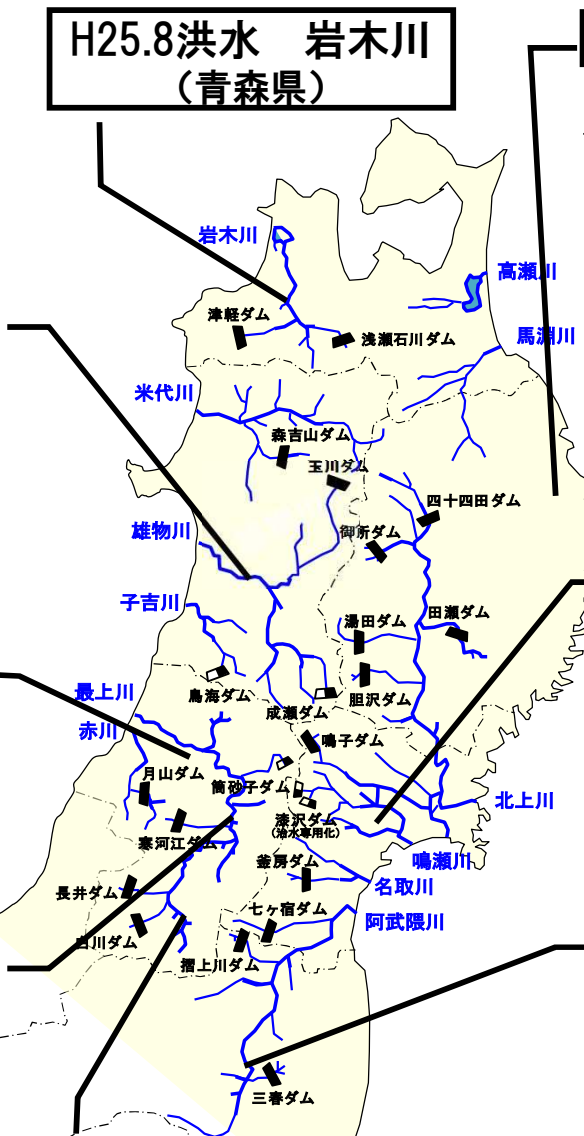 H25.8洪水　岩木川
（青森県）
岩木川
高瀬川
津軽ダム
浅瀬石川ダム
馬淵川
米代川
森吉山ダム
玉川ダム
四十四田ダム
雄物川
御所ダム
子吉川
湯田ダム
田瀬ダム
鳥海ダム
胆沢ダム
最上川
成瀬ダム
赤川
鳴子ダム
月山ダム
筒砂子ダム
北上川
漆沢ダム
（治水専用化）
寒河江ダム
鳴瀬川
釜房ダム
長井ダム
名取川
七ヶ宿ダム
阿武隈川
白川ダム
摺上川ダム
三春ダム